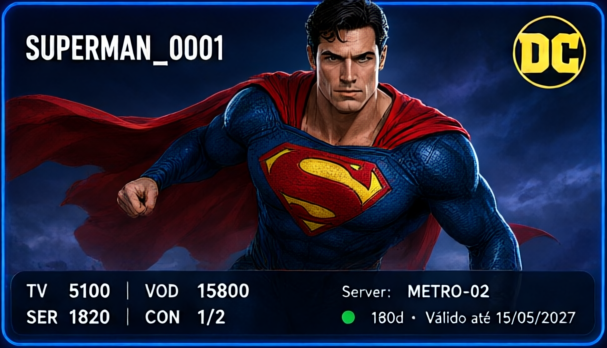 SUPERMAN_0001
DC
TV 5100 | VOD 15800
SER 1820 | CON 1/2
Server: METRO-02
180d • Válido até 15/05/2027